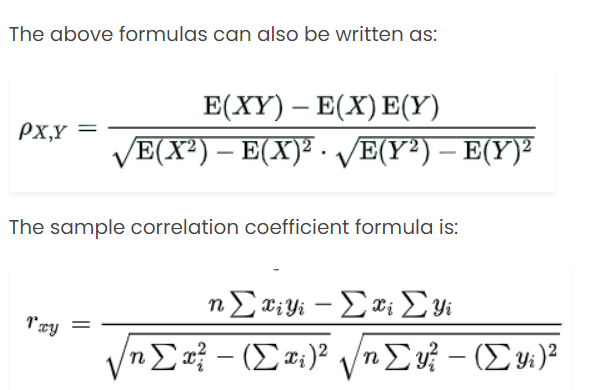 The above formulas can also be written as:
ρX,Y = E(XY) − E(X) E(Y) / √E(X²) − E(X)² · √E(Y²) − E(Y)²
The sample correlation coefficient formula is:
rxy = n ∑ xiyi − ∑ xi ∑ yi / √n ∑ xi² − (∑ xi)² √n ∑ yi² − (∑ yi)²